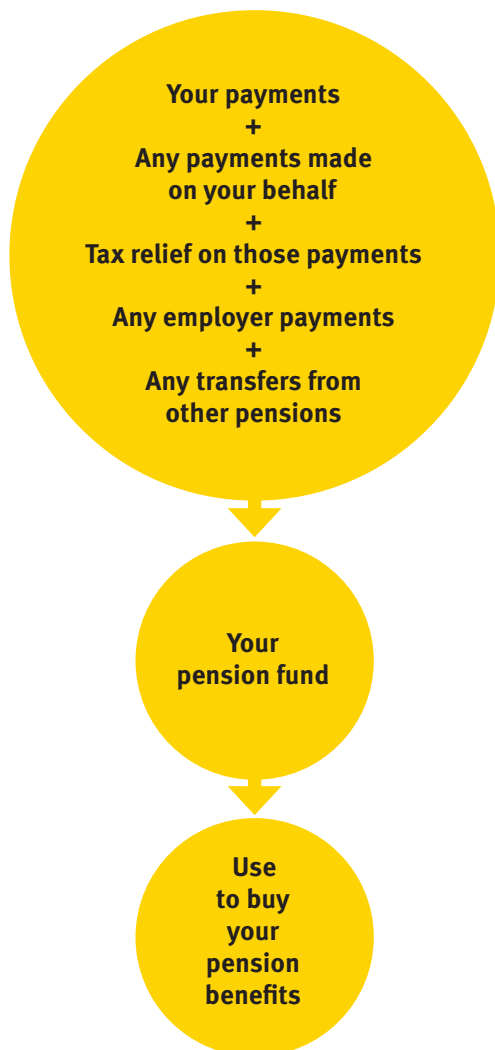 Your payments
+
Any payments made
on your behalf
+
Tax relief on those payments
+
Any employer payments
+
Any transfers from
other pensions
Your
pension fund
Use
to buy
your
pension
benefits